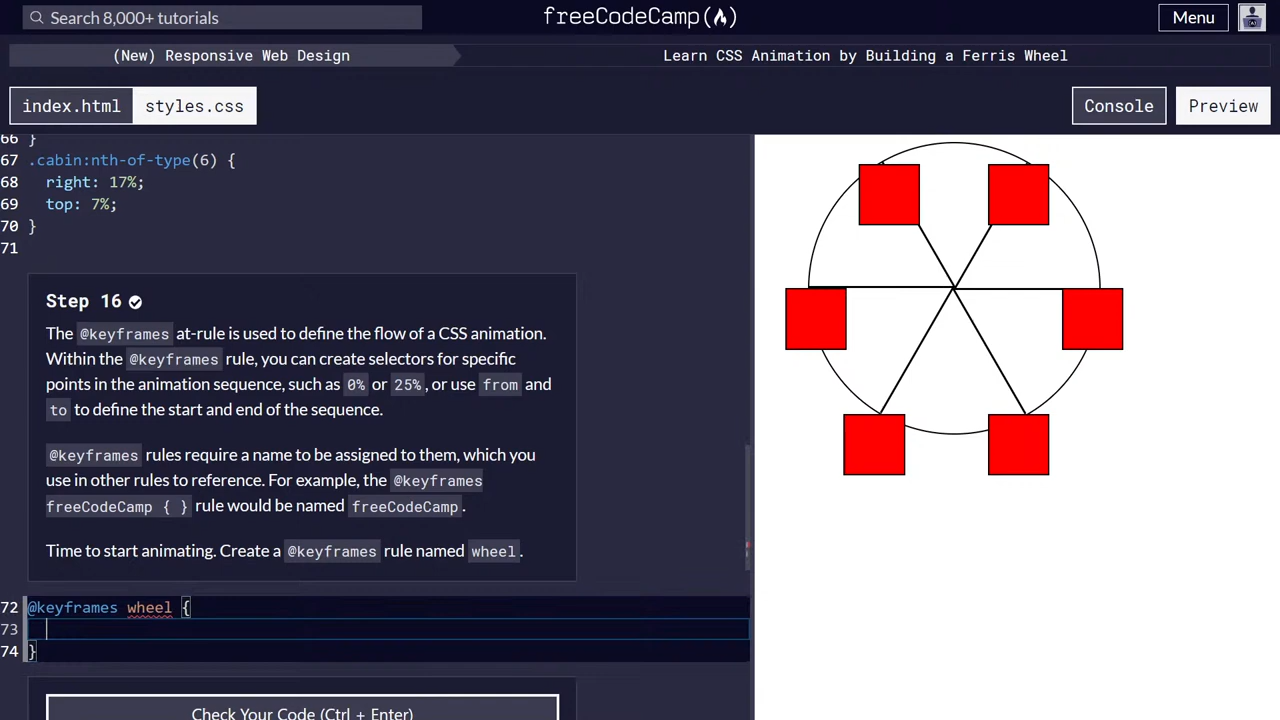 Search 8,000+ tutorials
freeCodeCamp
Menu
(New) Responsive Web Design
Learn CSS Animation by Building a Ferris Wheel
index.html
styles.css
Console
Preview
66 }
67 .cabin:nth-of-type(6) {
68 right: 17%;
69 top: 7%;
70 }
71
Step 16
The @keyframes at-rule is used to define the flow of a CSS animation.
Within the @keyframes rule, you can create selectors for specific
points in the animation sequence, such as 0% or 25%, or use from and
to to define the start and end of the sequence.
@keyframes rules require a name to be assigned to them, which you
use in other rules to reference. For example, the @keyframes
freeCodeCamp { } rule would be named freeCodeCamp.
Time to start animating. Create a @keyframes rule named wheel.
72 @keyframes wheel {
73
74 }
Check Your Code (Ctrl + Enter)